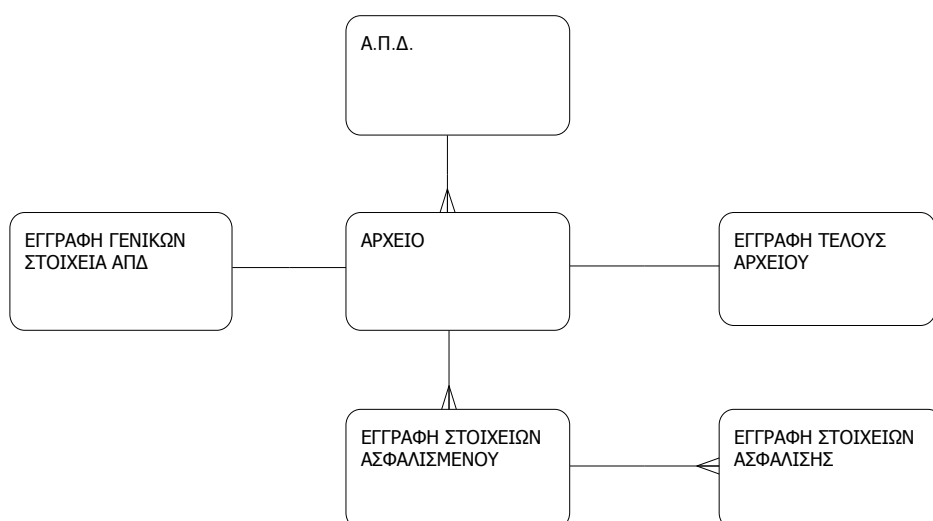 Α.Π.Δ.
ΕΓΓΡΑΦΗ ΓΕΝΙΚΩΝ
ΣΤΟΙΧΕΙΑ ΑΠΔ
ΑΡΧΕΙΟ
ΕΓΓΡΑΦΗ ΤΕΛΟΥΣ
ΑΡΧΕΙΟΥ
ΕΓΓΡΑΦΗ ΣΤΟΙΧΕΙΩΝ
ΑΣΦΑΛΙΣΜΕΝΟΥ
ΕΓΓΡΑΦΗ ΣΤΟΙΧΕΙΩΝ
ΑΣΦΑΛΙΣΗΣ